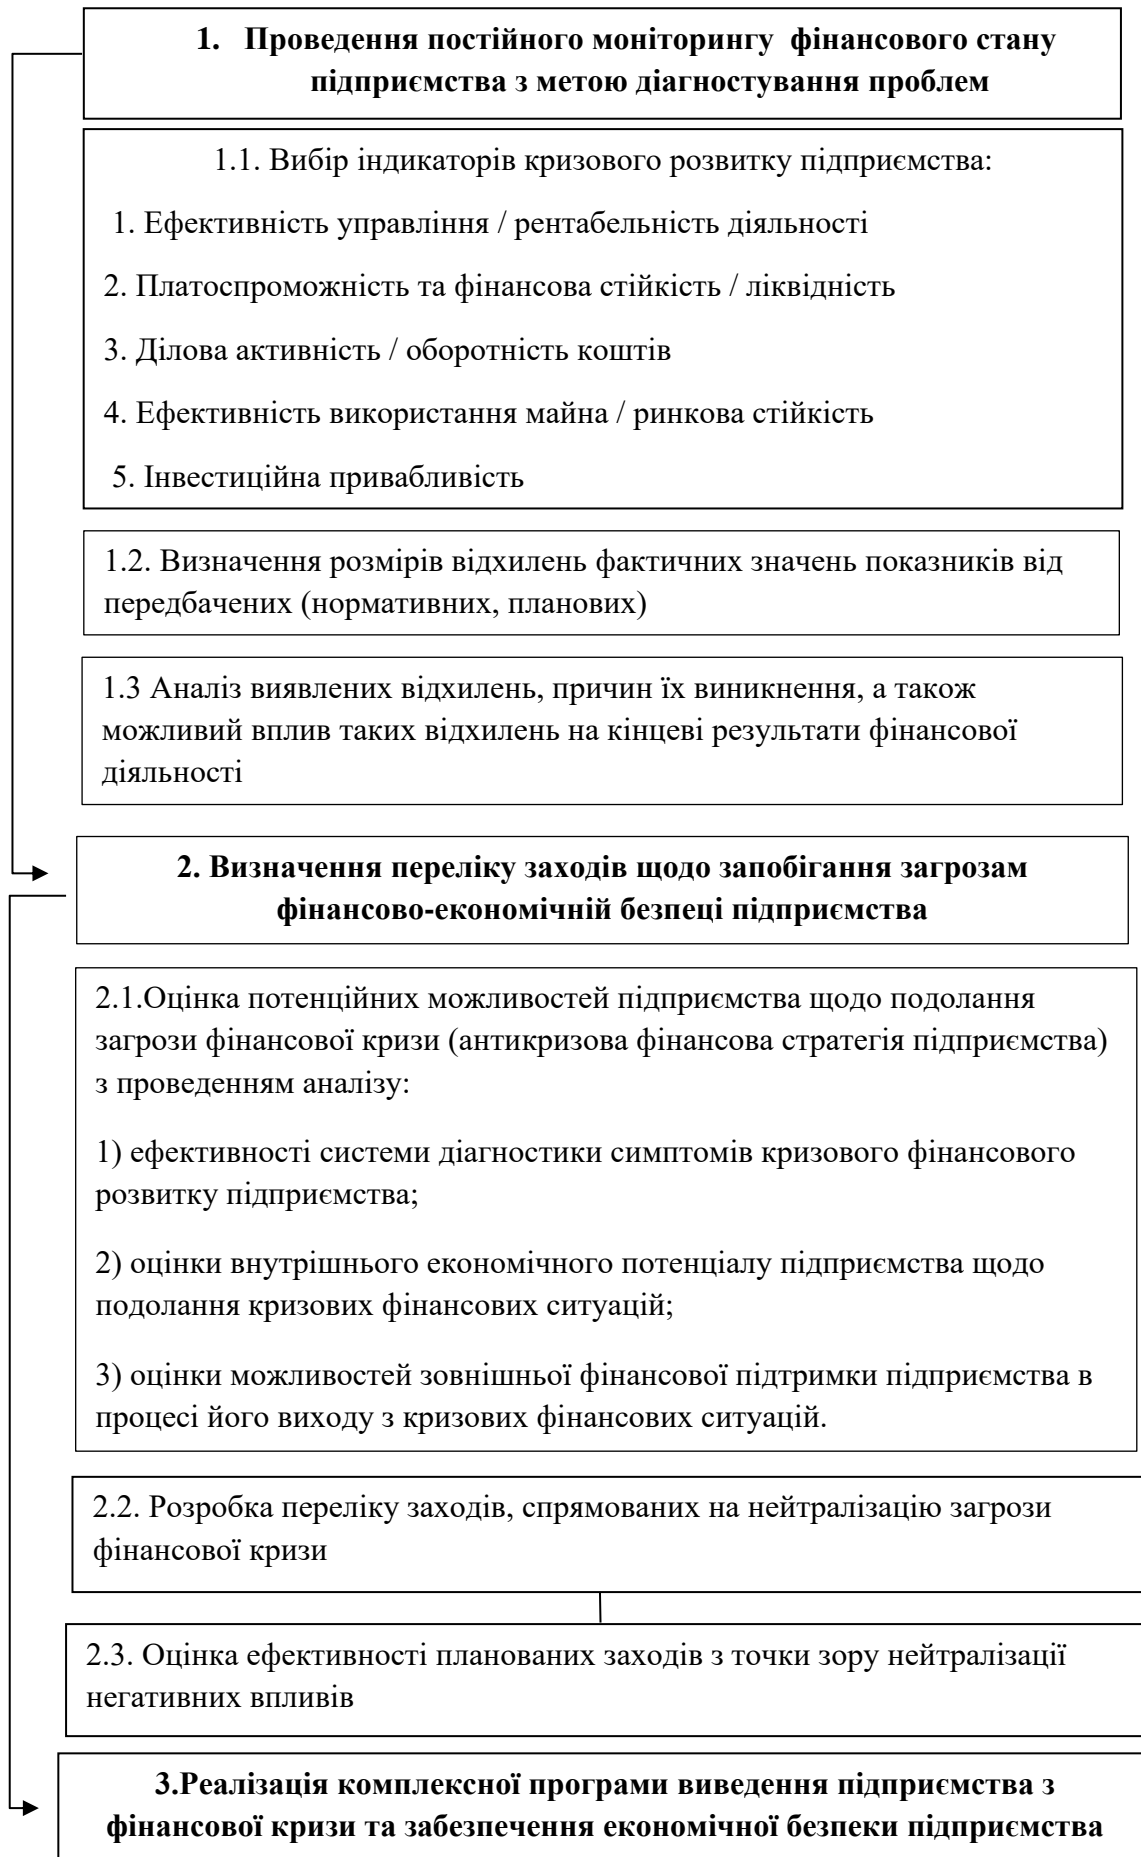 1. Проведення постійного моніторингу фінансового стану
підприємства з метою діагностування проблем
1.1. Вибір індикаторів кризового розвитку підприємства:
1. Ефективність управління / рентабельність діяльності
2. Платоспроможність та фінансова стійкість / ліквідність
3. Ділова активність / оборотність коштів
4. Ефективність використання майна / ринкова стійкість
5. Інвестиційна привабливість
1.2. Визначення розмірів відхилень фактичних значень показників від
передбачених (нормативних, планових)
1.3 Аналіз виявлених відхилень, причин їх виникнення, а також
можливий вплив таких відхилень на кінцеві результати фінансової
діяльності
2. Визначення переліку заходів щодо запобігання загрозам
фінансово-економічній безпеці підприємства
2.1.Оцінка потенційних можливостей підприємства щодо подолання
загрози фінансової кризи (антикризова фінансова стратегія підприємства)
з проведенням аналізу:
1) ефективності системи діагностики симптомів кризового фінансового
розвитку підприємства;
2) оцінки внутрішнього економічного потенціалу підприємства щодо
подолання кризових фінансових ситуацій;
3) оцінки можливостей зовнішньої фінансової підтримки підприємства в
процесі його виходу з кризових фінансових ситуацій.
2.2. Розробка переліку заходів, спрямованих на нейтралізацію загрози
фінансової кризи
2.3. Оцінка ефективності планованих заходів з точки зору нейтралізації
негативних впливів
3.Реалізація комплексної програми виведення підприємства з
фінансової кризи та забезпечення економічної безпеки підприємства